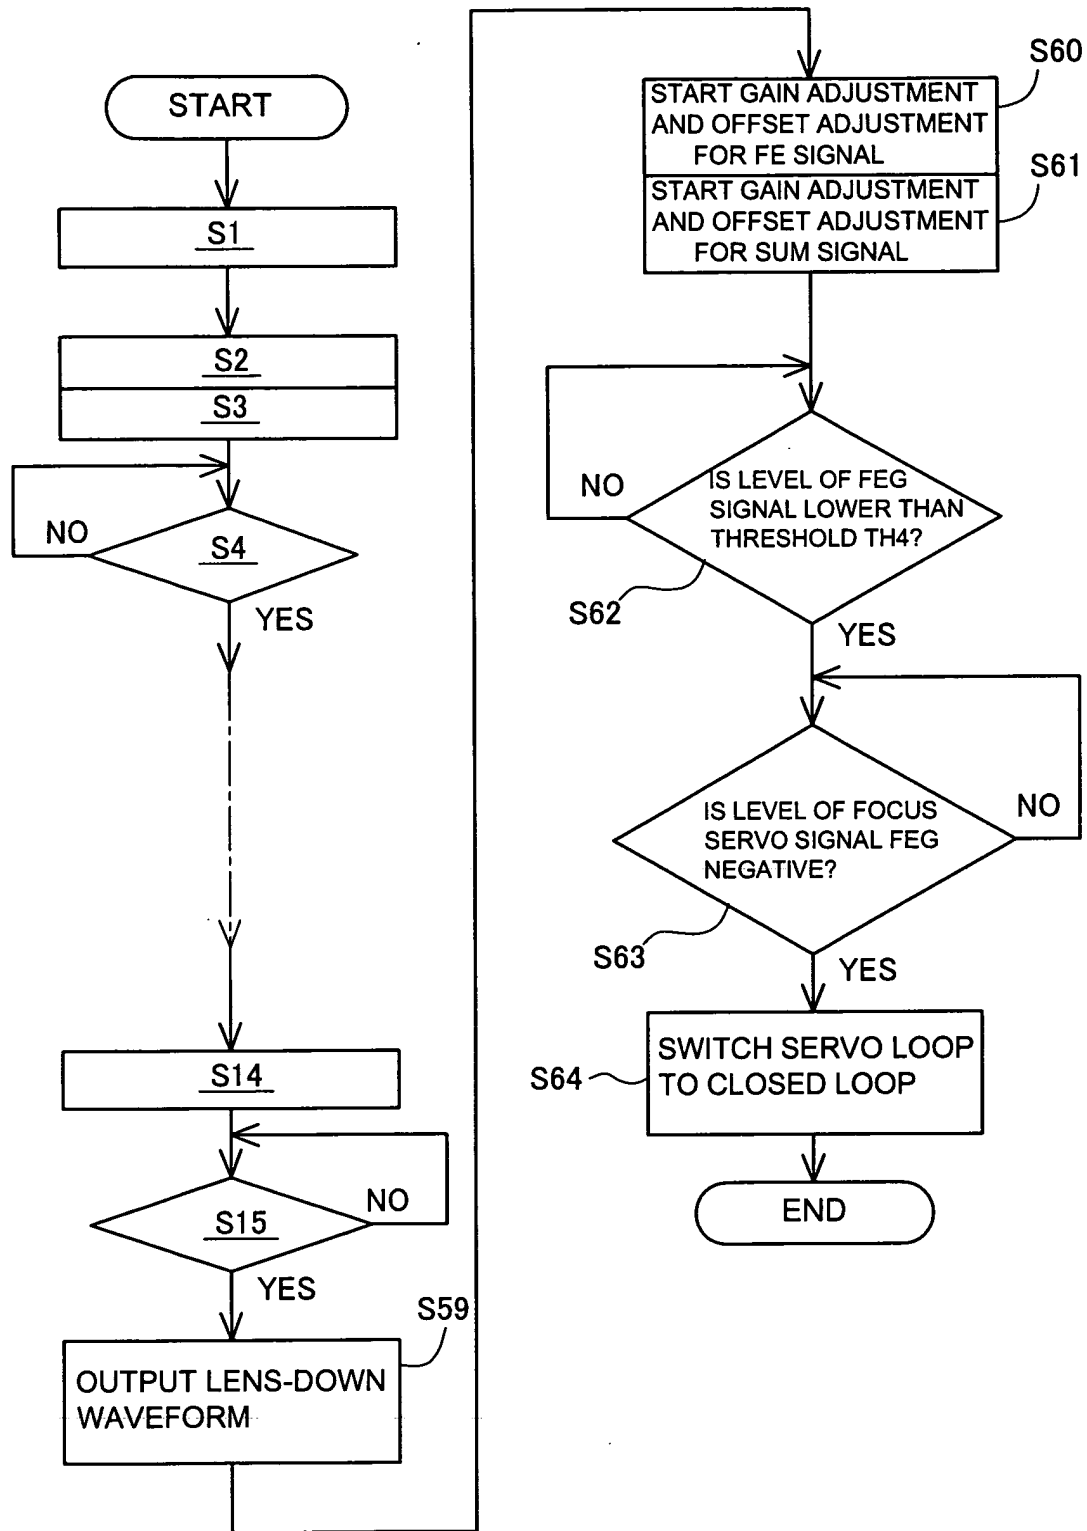 START
S1
S2
S3
S4
NO
YES
S14
S15
NO
YES
S59
OUTPUT LENS-DOWN
WAVEFORM
S60
START GAIN ADJUSTMENT
AND OFFSET ADJUSTMENT
FOR FE SIGNAL
S61
START GAIN ADJUSTMENT
AND OFFSET ADJUSTMENT
FOR SUM SIGNAL
NO
IS LEVEL OF FEG
SIGNAL LOWER THAN
THRESHOLD TH4?
S62
YES
IS LEVEL OF FOCUS
SERVO SIGNAL FEG
NEGATIVE?
NO
S63
YES
S64
SWITCH SERVO LOOP
TO CLOSED LOOP
END